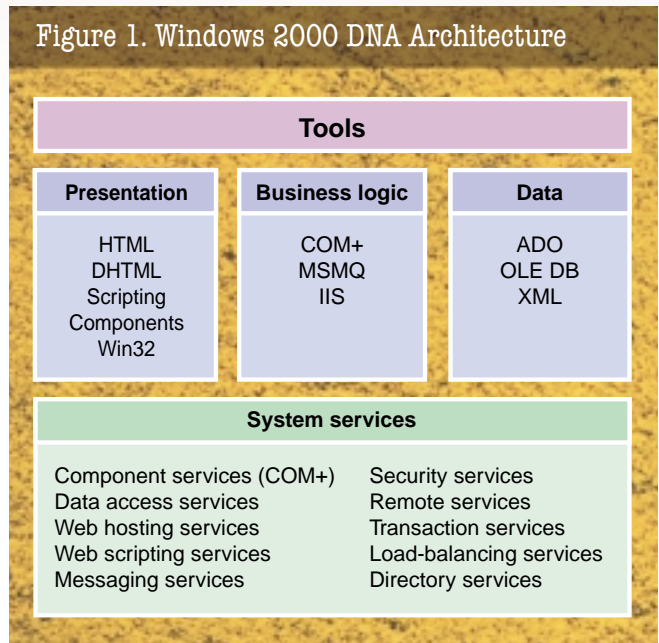 Figure 1. Windows 2000 DNA Architecture
Tools
Presentation
HTML
DHTML
Scripting
Components
Win32
Business logic
COM+
MSMQ
IIS
Data
ADO
OLE DB
XML
System services
Component services (COM+)
Data access services
Web hosting services
Web scripting services
Messaging services
Security services
Remote services
Transaction services
Load-balancing services
Directory services